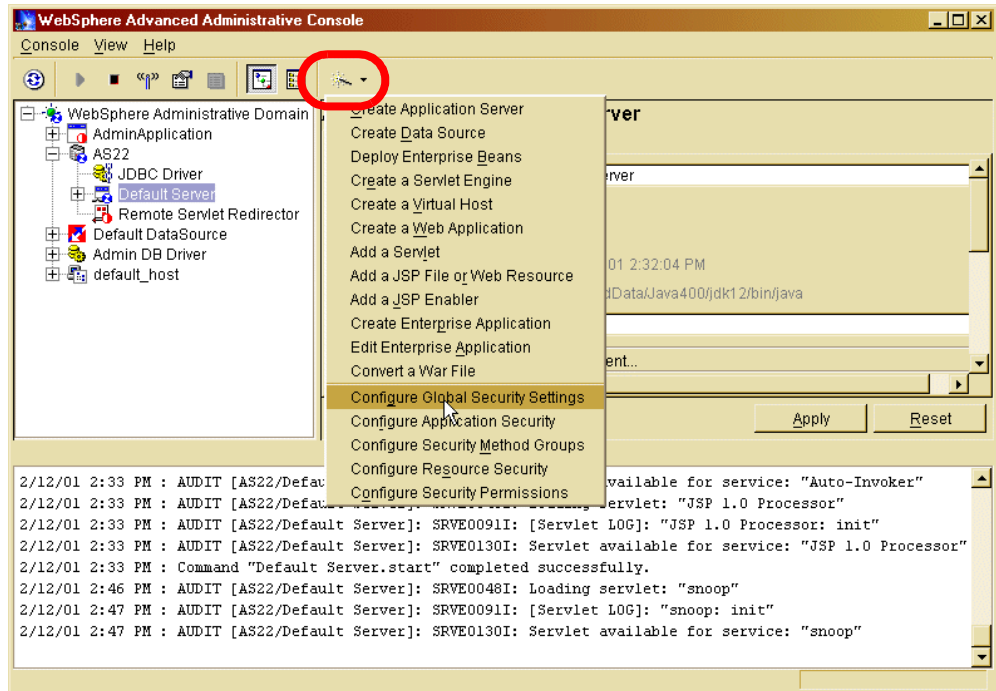 WebSphere Advanced Administrative Console
Console View Help
WebSphere Administrative Domain
AdminApplication
AS22
JDBC Driver
Default Server
Remote Servlet Redirector
Default DataSource
Admin DB Driver
default_host
Create Application Server
Create Data Source
Deploy Enterprise Beans
Create a Servlet Engine
Create a Virtual Host
Create a Web Application
Add a Servlet
Add a JSP File or Web Resource
Add a JSP Enabler
Create Enterprise Application
Edit Enterprise Application
Convert a War File
Configure Global Security Settings
Configure Application Security
Configure Security Method Groups
Configure Resource Security
Configure Security Permissions
rver
erver
01 2:32:04 PM
dData/Java400/jdk12/bin/java
ent...
Apply Reset
2/12/01 2:33 PM : AUDIT [AS22/Defau vailable for service: "Auto-Invoker"
2/12/01 2:33 PM : AUDIT [AS22/Default Server]: Loading servlet: "JSP 1.0 Processor"
2/12/01 2:33 PM : AUDIT [AS22/Default Server]: SRVE0091I: [Servlet LOG]: "JSP 1.0 Processor: init"
2/12/01 2:33 PM : AUDIT [AS22/Default Server]: SRVE0130I: Servlet available for service: "JSP 1.0 Processor"
2/12/01 2:33 PM : Command "Default Server.start" completed successfully.
2/12/01 2:46 PM : AUDIT [AS22/Default Server]: SRVE0048I: Loading servlet: "snoop"
2/12/01 2:47 PM : AUDIT [AS22/Default Server]: SRVE0091I: [Servlet LOG]: "snoop: init"
2/12/01 2:47 PM : AUDIT [AS22/Default Server]: SRVE0130I: Servlet available for service: "snoop"